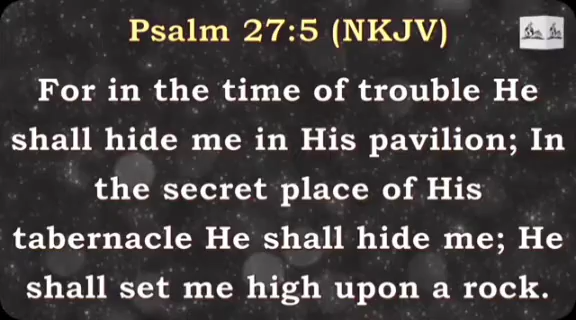 Psalm 27:5 (NKJV)
For in the time of trouble He
shall hide me in His pavilion; In
the secret place of His
tabernacle He shall hide me; He
shall set me high upon a rock.